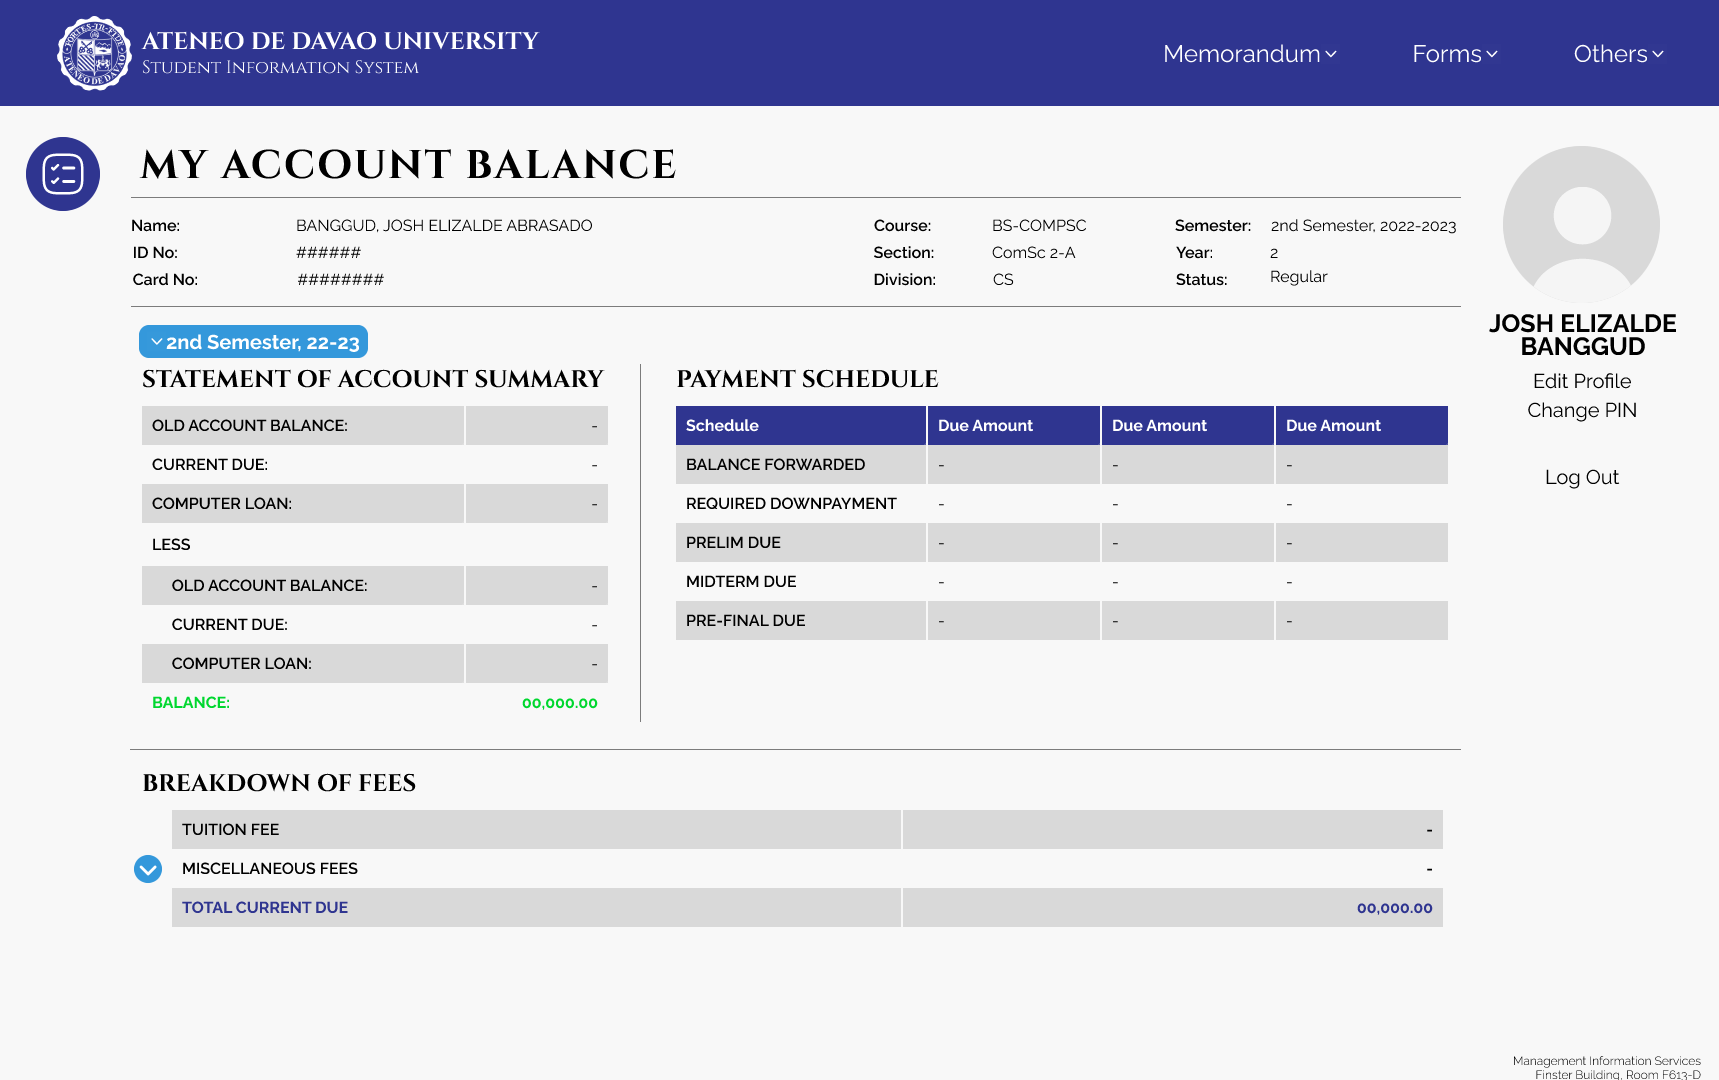 ATENEO DE DAVAO UNIVERSITY
STUDENT INFORMATION SYSTEM
Memorandum
Forms
Others
MY ACCOUNT BALANCE
Name: BANGGUD, JOSH ELIZALDE ABRASADO Course: BS-COMPSC Semester: 2nd Semester, 2022-2023
ID No: ###### Section: ComSc 2-A Year: 2
Card No: ######## Division: CS Status: Regular
JOSH ELIZALDE
BANGGUD
Edit Profile
Change PIN
Log Out
2nd Semester, 22-23
STATEMENT OF ACCOUNT SUMMARY
OLD ACCOUNT BALANCE: -
CURRENT DUE: -
COMPUTER LOAN: -
LESS
OLD ACCOUNT BALANCE: -
CURRENT DUE: -
COMPUTER LOAN: -
BALANCE: 00,000.00
PAYMENT SCHEDULE
Schedule Due Amount Due Amount Due Amount
BALANCE FORWARDED - - -
REQUIRED DOWNPAYMENT - - -
PRELIM DUE - - -
MIDTERM DUE - - -
PRE-FINAL DUE - - -
BREAKDOWN OF FEES
TUITION FEE -
MISCELLANEOUS FEES -
TOTAL CURRENT DUE 00,000.00
Management Information Services
Finster Building, Room F613-D